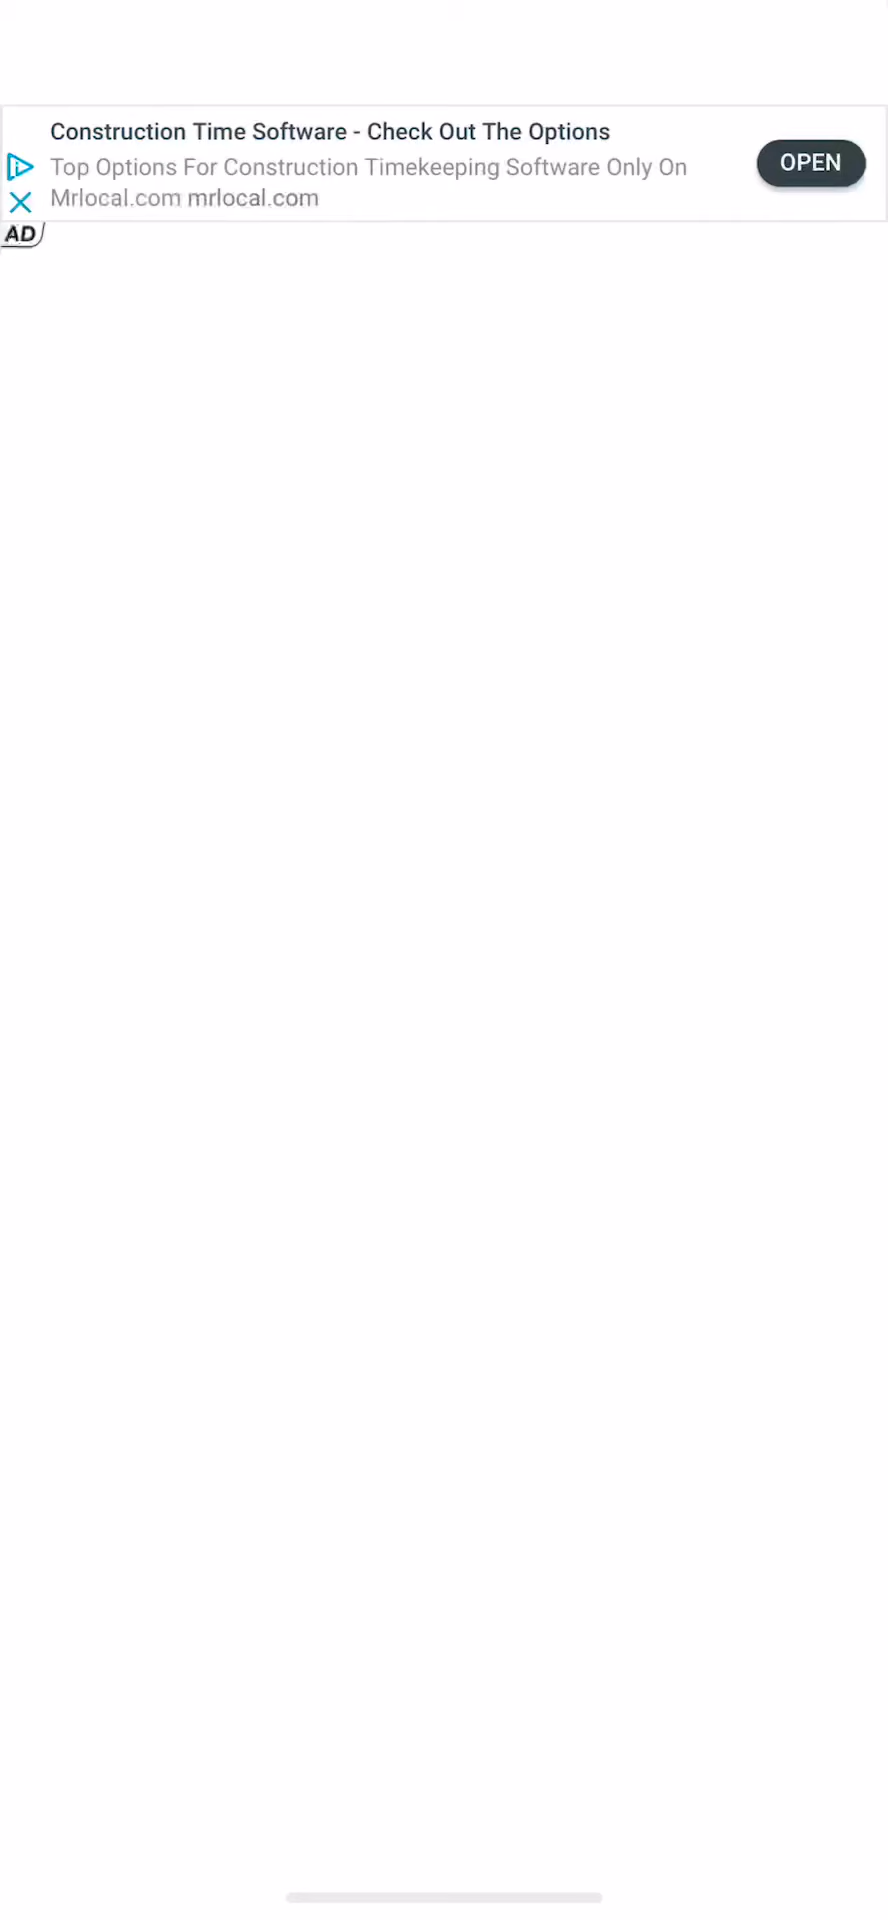 Construction Time Software - Check Out The Options
Top Options For Construction Timekeeping Software Only On
Mrlocal.com mrlocal.com
OPEN
AD